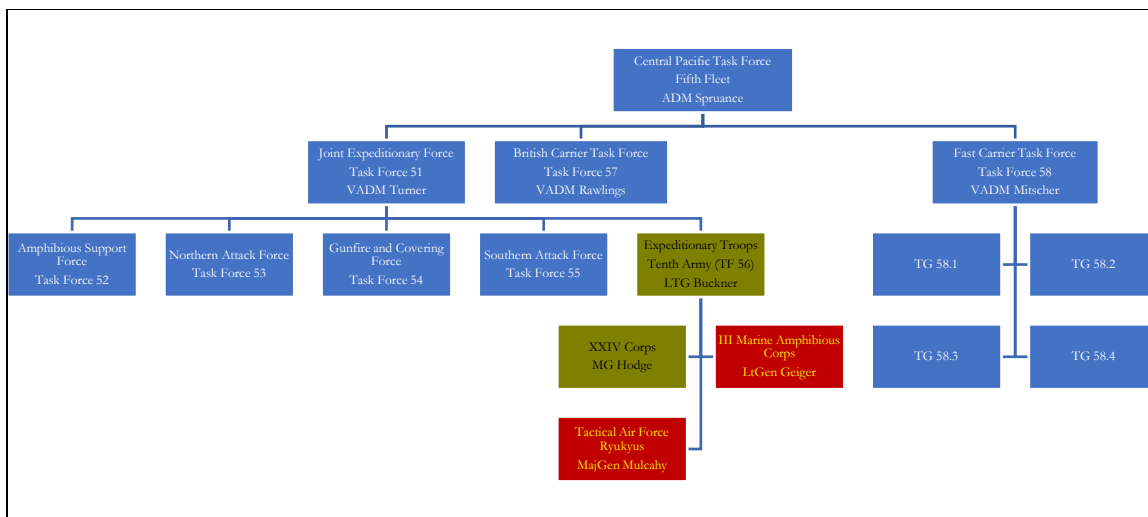 Central Pacific Task Force
Fifth Fleet
ADM Spruance
Joint Expeditionary Force
Task Force 51
VADM Turner
British Carrier Task Force
Task Force 57
VADM Rawlings
Fast Carrier Task Force
Task Force 58
VADM Mitscher
Amphibious Support
Force
Task Force 52
Northern Attack Force
Task Force 53
Gunfire and Covering
Force
Task Force 54
Southern Attack Force
Task Force 55
Expeditionary Troops
Tenth Army (TF 56)
LTG Buckner
TG 58.1
TG 58.2
XXIV Corps
MG Hodge
III Marine Amphibious
Corps
LtGen Geiger
TG 58.3
TG 58.4
Tactical Air Force
Ryukyus
MajGen Mulcahy